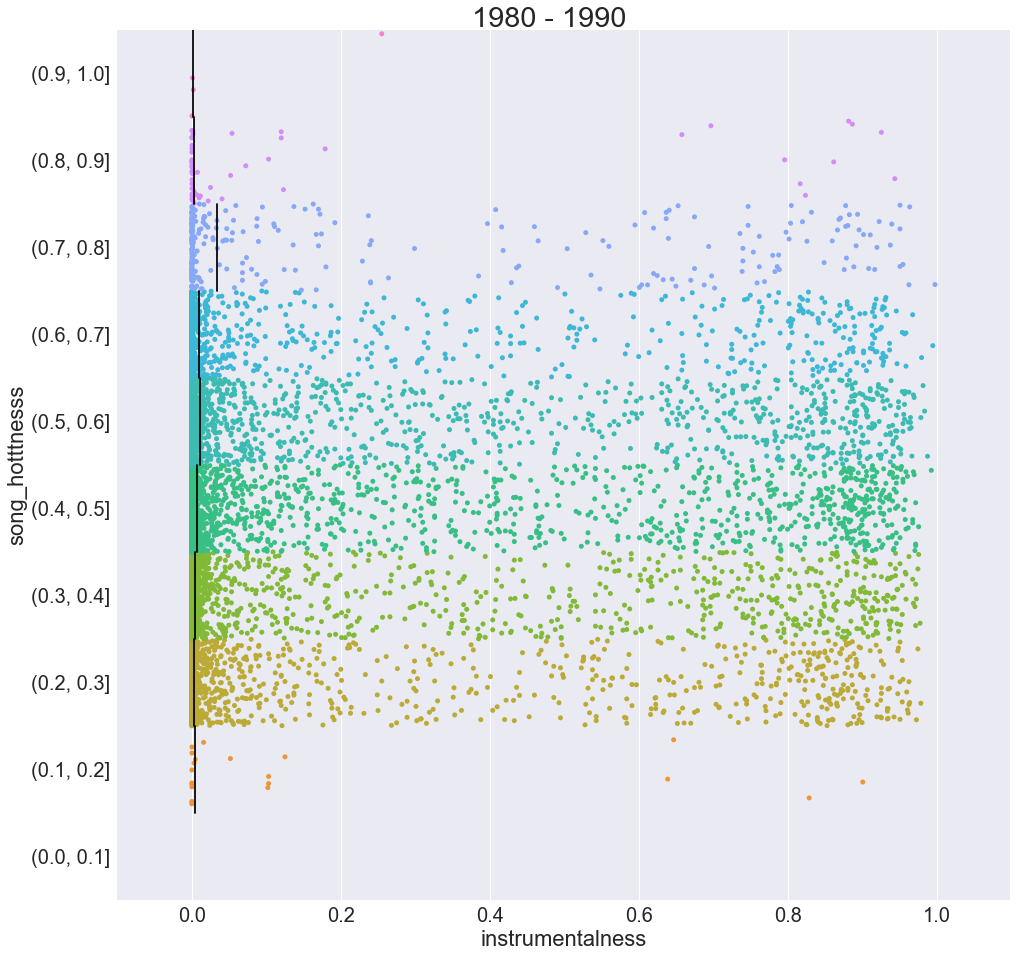 1980 - 1990
song_hotttnesss
(0.9, 1.0]
(0.8, 0.9]
(0.7, 0.8]
(0.6, 0.7]
(0.5, 0.6]
(0.4, 0.5]
(0.3, 0.4]
(0.2, 0.3]
(0.1, 0.2]
(0.0, 0.1]
0.0 0.2 0.4 0.6 0.8 1.0
instrumentalness